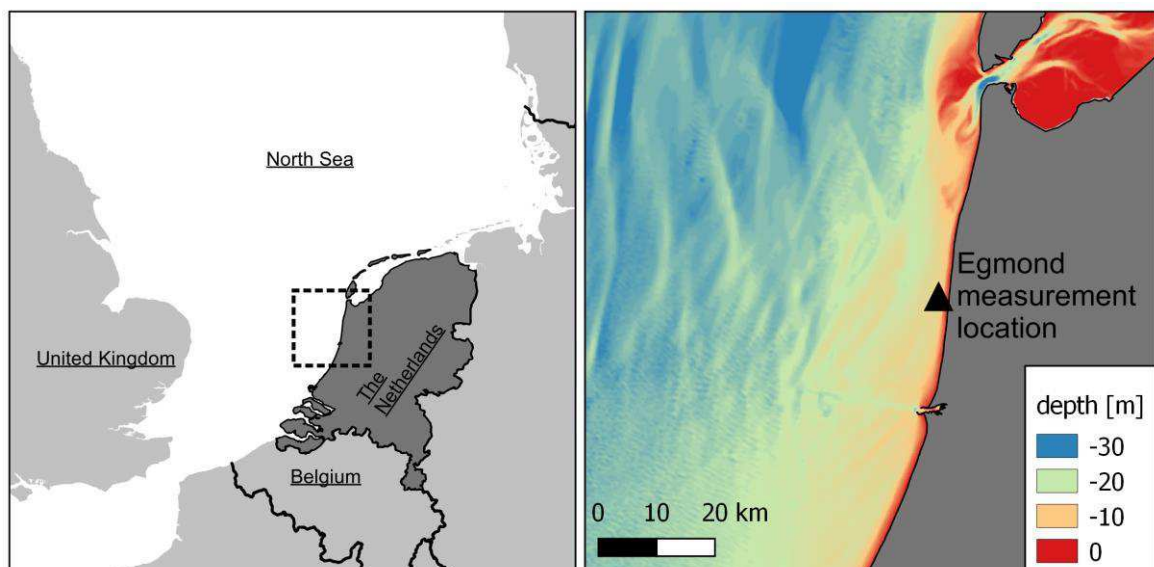 North Sea
United Kingdom
The
Netherlands
Belgium
Egmond
measurement
location
depth [m]
-30
-20
-10
0
0 10 20 km